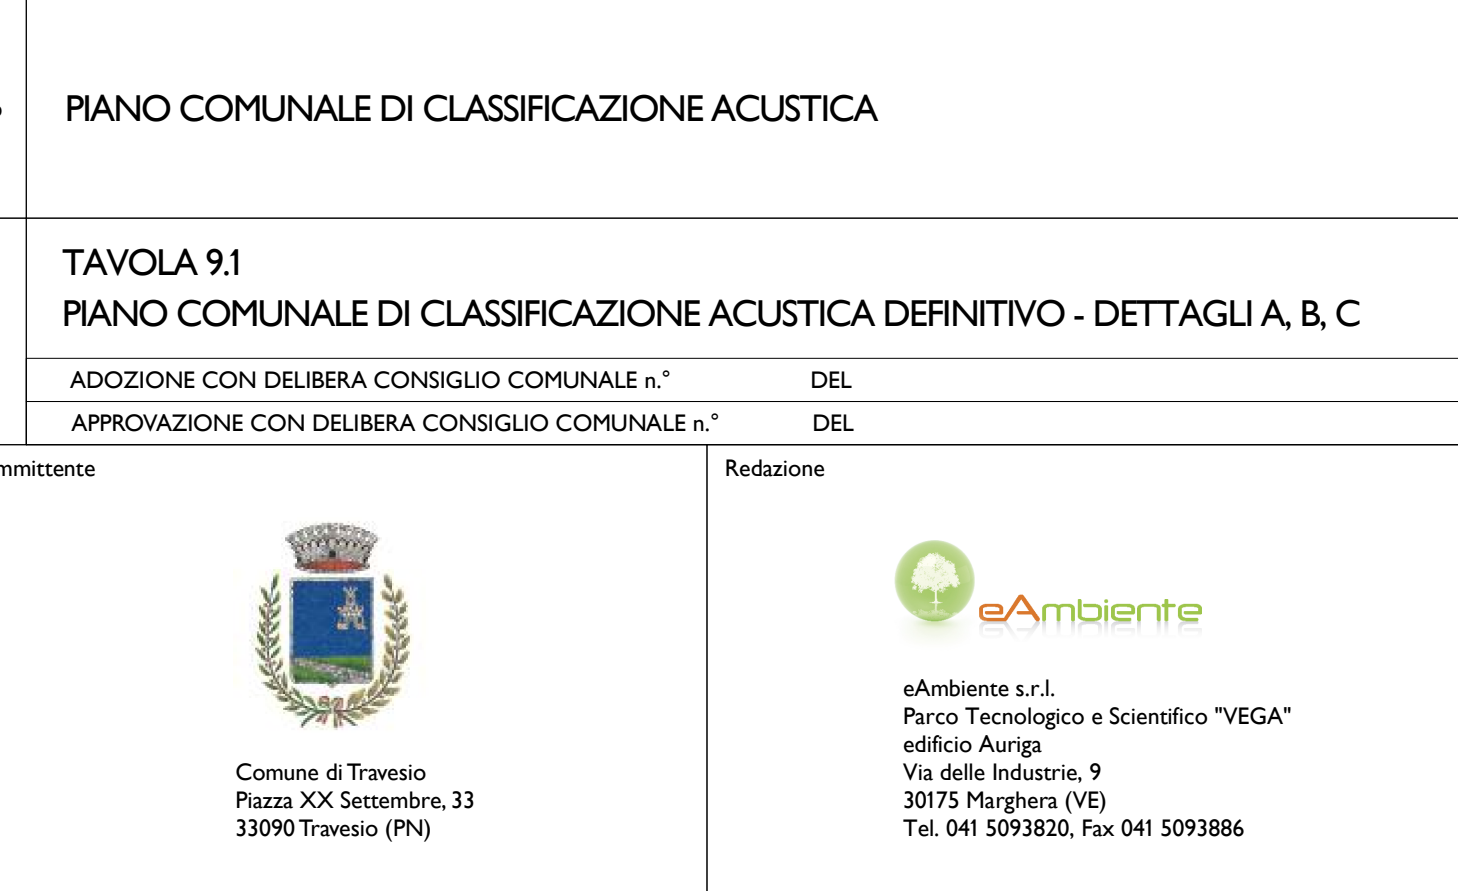 PIANO COMUNALE DI CLASSIFICAZIONE ACUSTICA
TAVOLA 9.1
PIANO COMUNALE DI CLASSIFICAZIONE ACUSTICA DEFINITIVO - DETTAGLI A, B, C
ADOZIONE CON DELIBERA CONSIGLIO COMUNALE n.° DEL
APPROVAZIONE CON DELIBERA CONSIGLIO COMUNALE n.° DEL
mmittente
Redazione
eAmbiente
Comune di Travesio
Piazza XX Settembre, 33
33090 Travesio (PN)
eAmbiente s.r.l.
Parco Tecnologico e Scientifico "VEGA"
edificio Auriga
Via delle Industrie, 9
30175 Marghera (VE)
Tel. 041 5093820, Fax 041 5093886